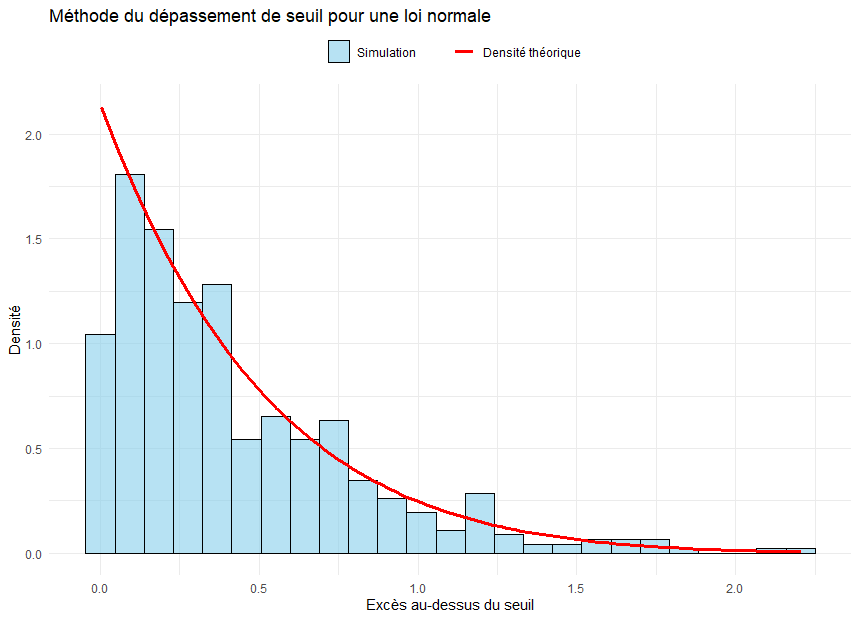 Méthode du dépassement de seuil pour une loi normale
Simulation
Densité théorique
Densité
2.0
1.5
1.0
0.5
0.0
0.0 0.5 1.0 1.5 2.0
Excès au-dessus du seuil